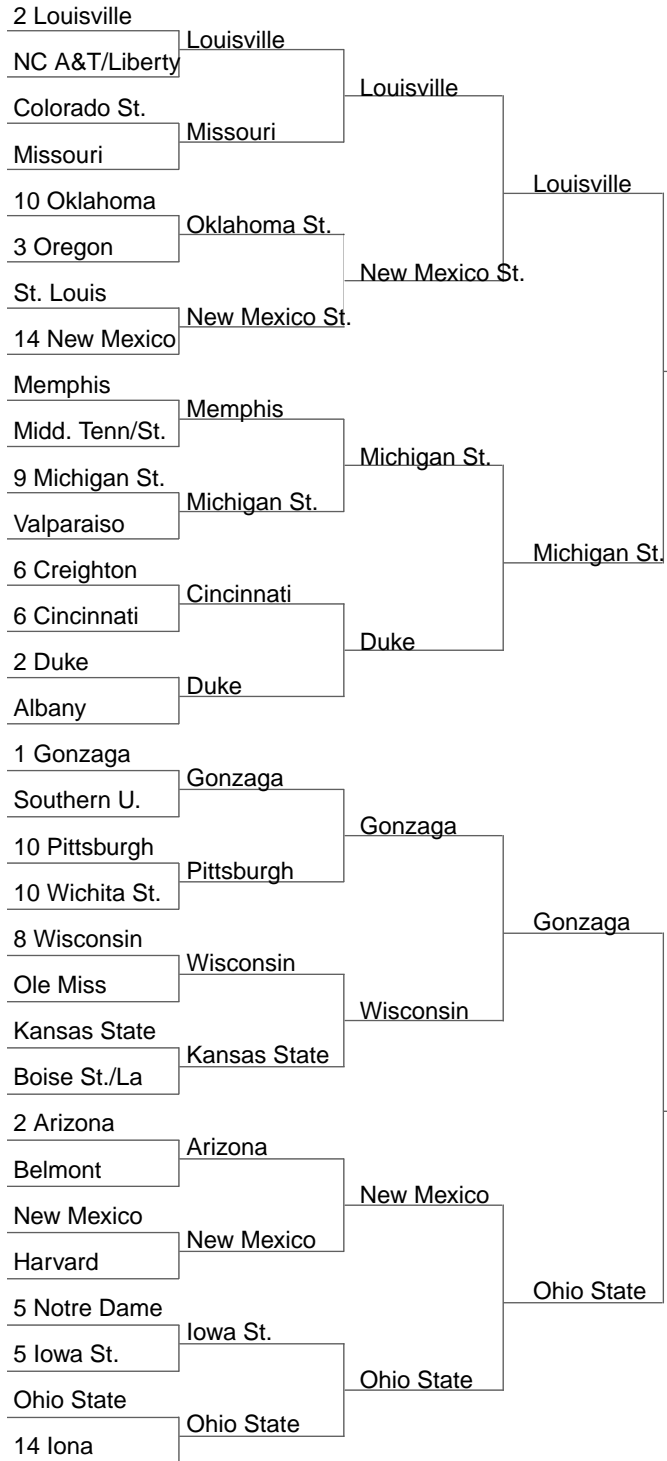 2 Louisville
NC A&T/Liberty
Colorado St.
Missouri
10 Oklahoma
3 Oregon
St. Louis
14 New Mexico
Memphis
Midd. Tenn/St.
9 Michigan St.
Valparaiso
6 Creighton
6 Cincinnati
2 Duke
Albany
1 Gonzaga
Southern U.
10 Pittsburgh
10 Wichita St.
8 Wisconsin
Ole Miss
Kansas State
Boise St./La
2 Arizona
Belmont
New Mexico
Harvard
5 Notre Dame
5 Iowa St.
Ohio State
14 Iona
Louisville
Missouri
Oklahoma St.
New Mexico St.
Memphis
Michigan St.
Cincinnati
Duke
Gonzaga
Pittsburgh
Wisconsin
Kansas State
Arizona
New Mexico
Iowa St.
Ohio State
Louisville
New Mexico St.
Michigan St.
Duke
Gonzaga
Wisconsin
New Mexico
Ohio State
Louisville
Michigan St.
Gonzaga
Ohio State